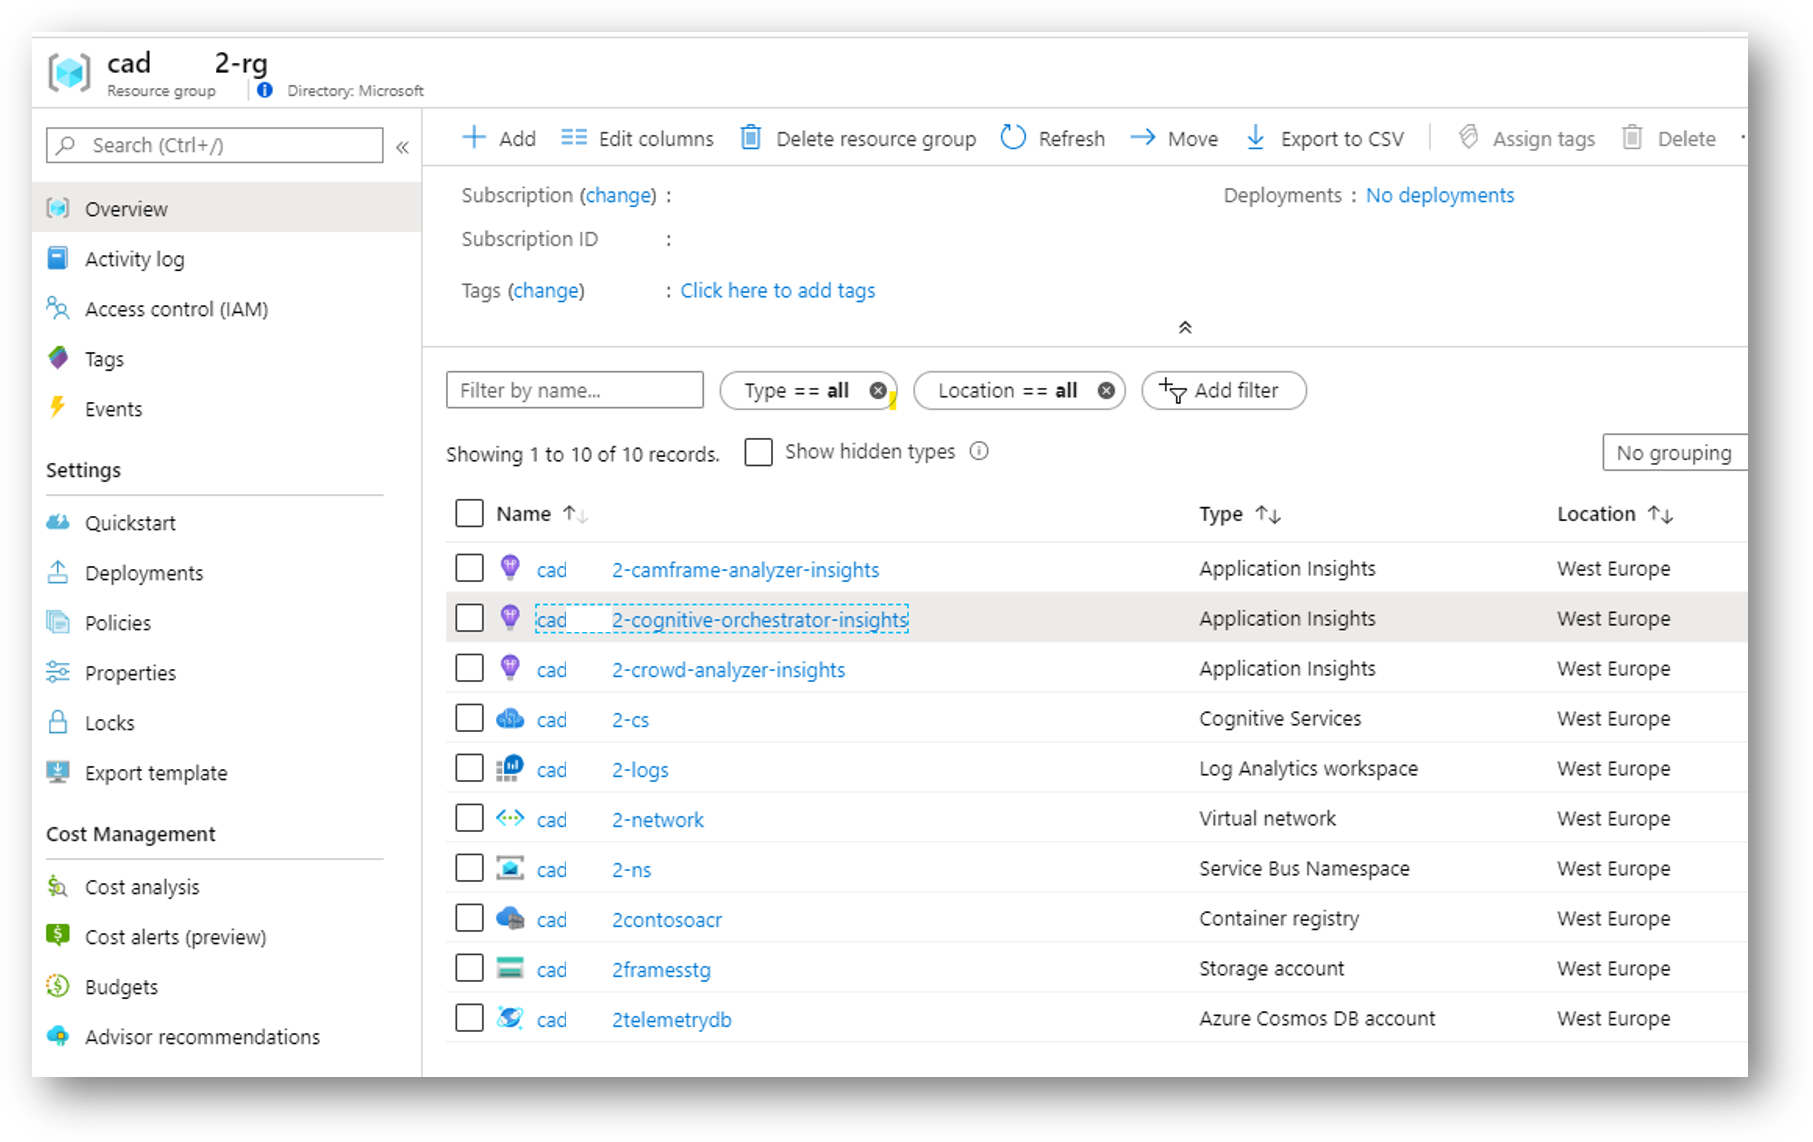 cad 2-rg
Resource group Directory: Microsoft
Search (Ctrl+/) «
Overview
Activity log
Access control (IAM)
Tags
Events
Settings
Quickstart
Deployments
Policies
Properties
Locks
Export template
Cost Management
Cost analysis
Cost alerts (preview)
Budgets
Advisor recommendations
Add Edit columns Delete resource group Refresh Move Export to CSV Assign tags Delete
Subscription (change) : Deployments : No deployments
Subscription ID :
Tags (change) : Click here to add tags
Filter by name... Type == all Location == all Add filter
Showing 1 to 10 of 10 records. Show hidden types No grouping
Name Type Location
cad 2-camframe-analyzer-insights Application Insights West Europe
cad 2-cognitive-orchestrator-insights Application Insights West Europe
cad 2-crowd-analyzer-insights Application Insights West Europe
cad 2-cs Cognitive Services West Europe
cad 2-logs Log Analytics workspace West Europe
cad 2-network Virtual network West Europe
cad 2-ns Service Bus Namespace West Europe
cad 2contosoacr Container registry West Europe
cad 2framesstg Storage account West Europe
cad 2telemetrydb Azure Cosmos DB account West Europe